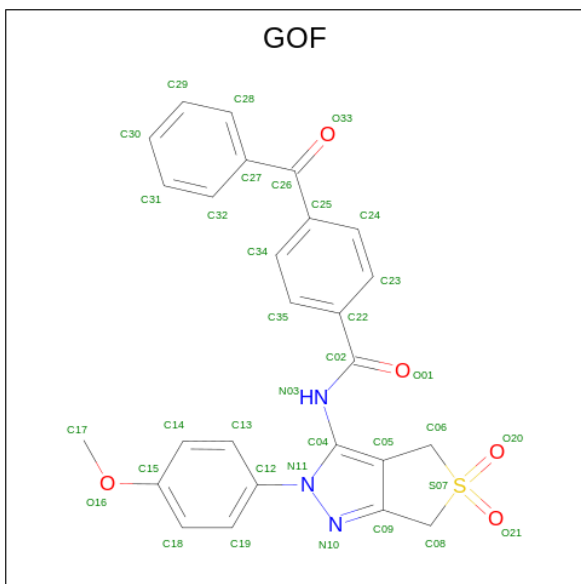 GOF
C29
C28
O33
C30
C27
C26
C31
C32
C25
C24
C34
C23
C35
C22
C02
O
O01
N03
HN
C17
C14
C13
C04
C05
C06
O20
O
C15
C12
N11
N
S07
S
O
O16
N
N10
C09
O
O21
C18
C19
C08
O